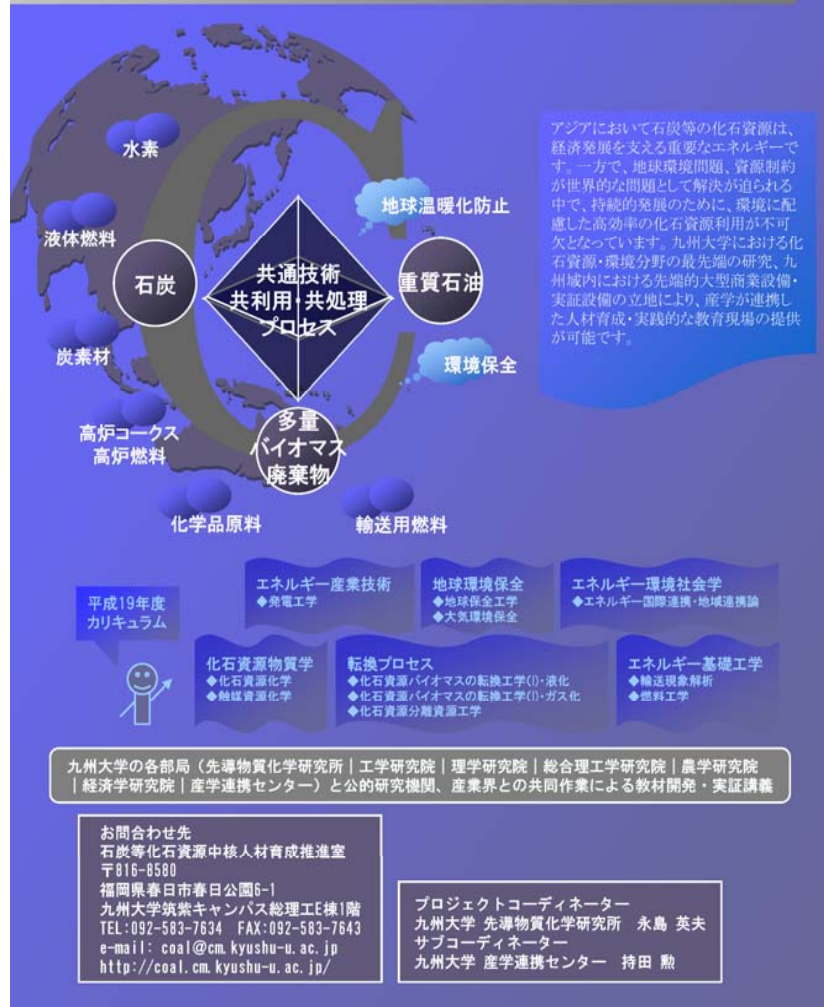 水素
液体燃料
石炭
炭素材
高炉コークス
高炉燃料
化学品原料
輸送用燃料
共通技術
共利用・共処理
プロセス
多量
バイオマス
廃棄物
地球温暖化防止
重質石油
環境保全
アジアにおいて石炭等の化石資源は、
経済発展を支える重要なエネルギーで
す。一方で、地球環境問題、資源制約
が世界的な問題として解決が迫られる
中で、持続的発展のために、環境に配
慮した高効率の化石資源利用が不可
欠となっています。九州大学における化
石資源・環境分野の最先端の研究、九
州域内における先端的大型商業設備・
実証設備の立地により、産学が連携し
た人材育成・実践的な教育現場の提供
が可能です。
平成19年度
カリキュラム
エネルギー産業技術
◆発電工学
地球環境保全
◆地球保全工学
◆大気環境保全
エネルギー環境社会学
◆エネルギー国際連携・地域連携論
化石資源物質学
◆化石資源化学
◆触媒資源化学
転換プロセス
◆化石資源バイオマスの転換工学(I)・液化
◆化石資源バイオマスの転換工学(I)・ガス化
◆化石資源分離資源工学
エネルギー基礎工学
◆輸送現象解析
◆燃料工学
九州大学の各部局（先導物質化学研究所｜工学研究院｜理学研究院｜総合理工学研究院｜農学研究院
｜経済学研究院｜産学連携センター）と公的研究機関、産業界との共同作業による教材開発・実証講義
お問合わせ先
石炭等化石資源中核人材育成推進室
〒816-8580
福岡県春日市春日公園6-1
九州大学筑紫キャンパス総理工E棟1階
TEL:092-583-7634 FAX:092-583-7643
e-mail: coal@cm.kyushu-u.ac.jp
http://coal.cm.kyushu-u.ac.jp/
プロジェクトコーディネーター
九州大学 先導物質化学研究所 永島 英夫
サブコーディネーター
九州大学 産学連携センター 持田 勲